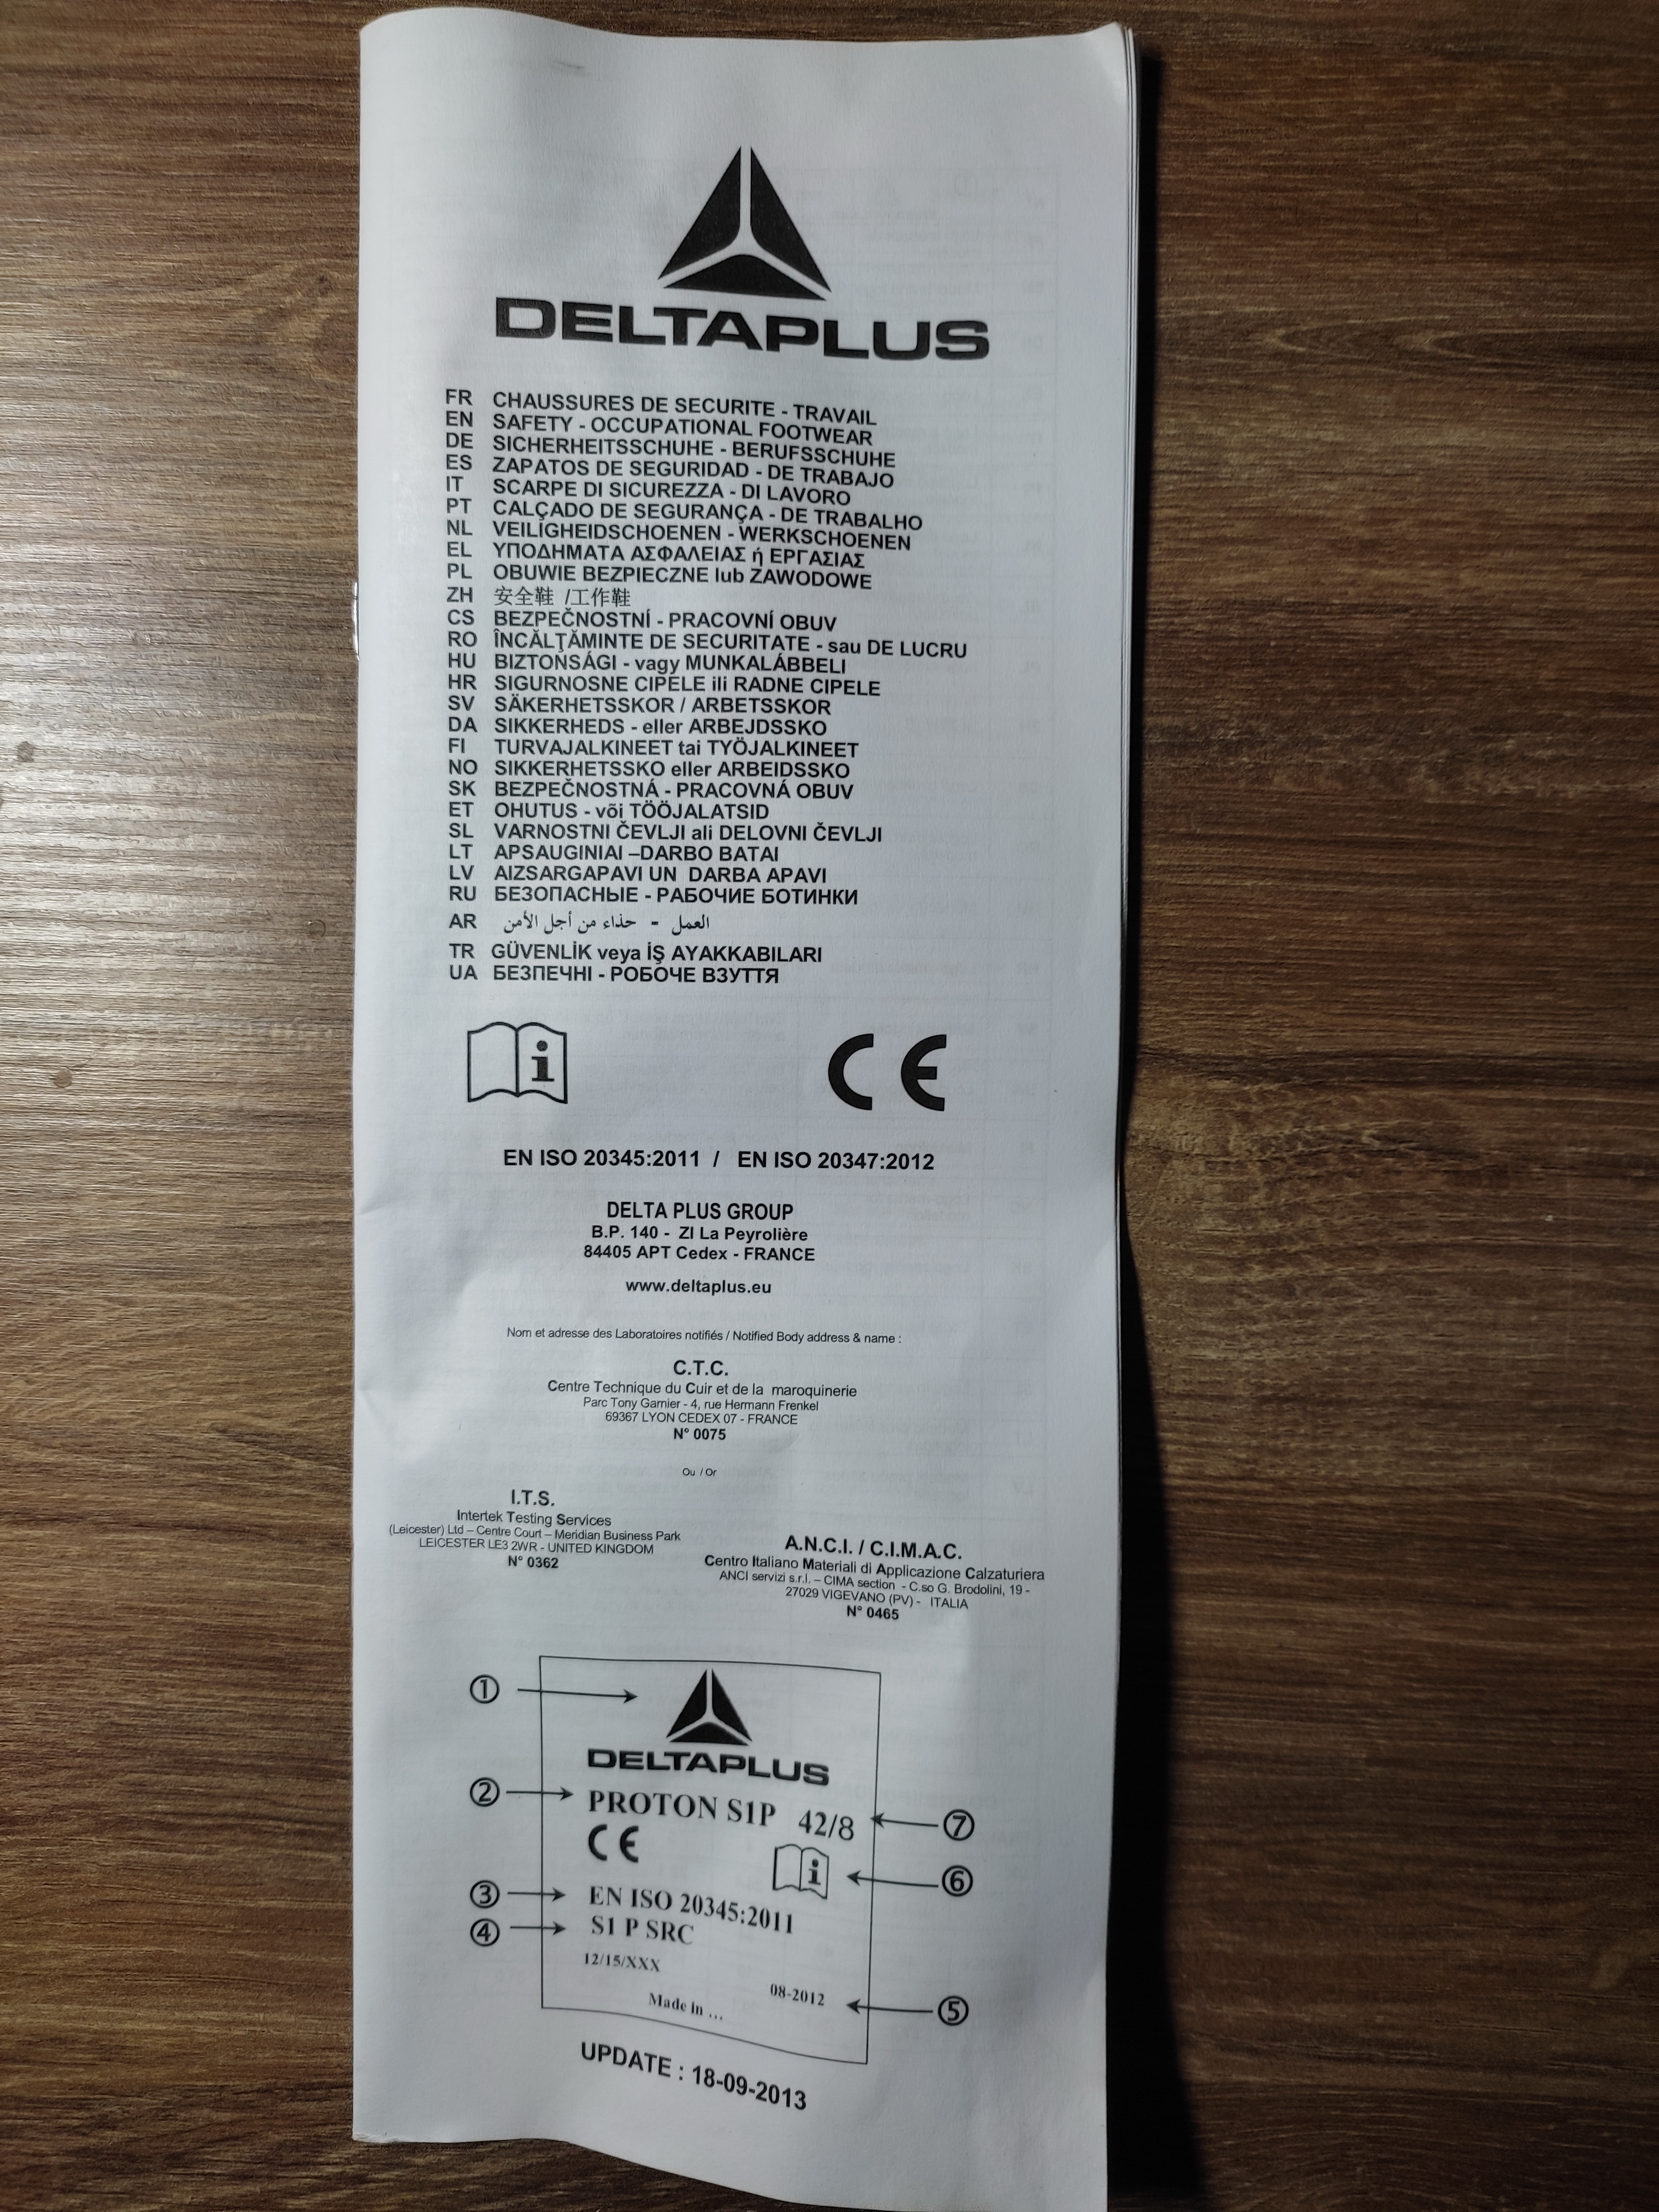 DELTAPLUS
FR CHAUSSURES DE SECURITE - TRAVAIL
EN SAFETY - OCCUPATIONAL FOOTWEAR
DE SICHERHEITSSCHUHE - BERUFSSCHUHE
ES ZAPATOS DE SEGURIDAD - DE TRABAJO
IT SCARPE DI SICUREZZA - DI LAVORO
PT CALÇADO DE SEGURANÇA - DE TRABALHO
NL VEILIGHEIDSCHOENEN - WERKSCHOENEN
EL ΥΠΟΔΗΜΑΤΑ ΑΣΦΑΛΕΙΑΣ ή ΕΡΓΑΣΙΑΣ
PL OBUWIE BEZPIECZNE lub ZAWODOWE
ZH 安全鞋 /工作鞋
CS BEZPEČNOSTNÍ - PRACOVNÍ OBUV
RO ÎNCĂLŢĂMINTE DE SECURITATE - sau DE LUCRU
HU BIZTONSÁGI - vagy MUNKALÁBBELI
HR SIGURNOSNE CIPELE ili RADNE CIPELE
SV SÄKERHETSSKOR / ARBETSSKOR
DA SIKKERHEDS - eller ARBEJDSSKO
FI TURVAJALKINEET tai TYÖJALKINEET
NO SIKKERHETSSKO eller ARBEIDSSKO
SK BEZPEČNOSTNÁ - PRACOVNÁ OBUV
ET OHUTUS - või TÖÖJALATSID
SL VARNOSTNI ČEVLJI ali DELOVNI ČEVLJI
LT APSAUGINIAI –DARBO BATAI
LV AIZSARGAPAVI UN DARBA APAVI
RU БЕЗОПАСНЫЕ - РАБОЧИЕ БОТИНКИ
AR العمل - حذاء من أجل الأمن
TR GÜVENLİK veya İŞ AYAKKABILARI
UA БЕЗПЕЧНІ - РОБОЧЕ ВЗУТТЯ
i CE
EN ISO 20345:2011 / EN ISO 20347:2012
DELTA PLUS GROUP
B.P. 140 - ZI La Peyrolière
84405 APT Cedex - FRANCE
www.deltaplus.eu
Nom et adresse des Laboratoires notifiés / Notified Body address & name :
C.T.C.
Centre Technique du Cuir et de la maroquinerie
Parc Tony Garnier - 4, rue Hermann Frenkel
69367 LYON CEDEX 07 - FRANCE
N° 0075
Ou / Or
I.T.S.
Intertek Testing Services
(Leicester) Ltd – Centre Court – Meridian Business Park
LEICESTER LE3 2WR - UNITED KINGDOM
N° 0362
A.N.C.I. / C.I.M.A.C.
Centro Italiano Materiali di Applicazione Calzaturiera
ANCI servizi s.r.l. – CIMA section - C.so G. Brodolini, 19 -
27029 VIGEVANO (PV) - ITALIA
N° 0465
①
DELTAPLUS
② PROTON S1P 42/8 ⑦
CE
i ⑥
③ EN ISO 20345:2011
④ S1 P SRC
12/15/XXX
08-2012 ⑤
Made in ...
UPDATE : 18-09-2013